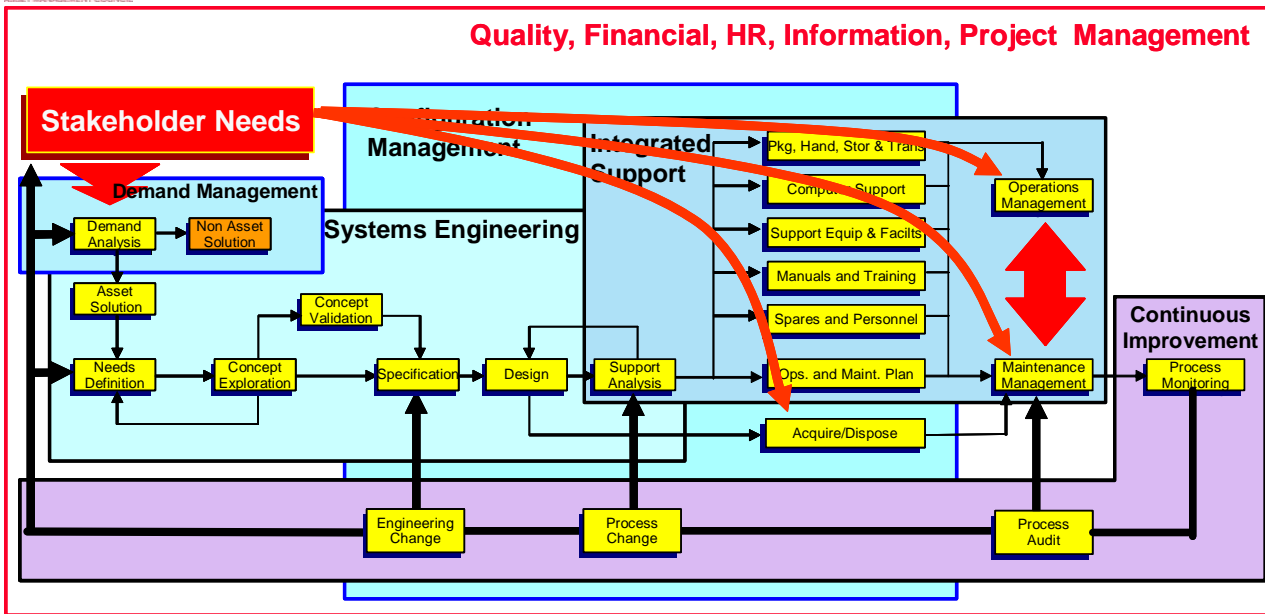 Quality, Financial, HR, Information, Project Management
Stakeholder Needs
Configuration
Management
Integrated
Support
Pkg, Hand, Stor & Trans
Computer Support
Support Equip & Facilts
Manuals and Training
Spares and Personnel
Ops. and Maint. Plan
Acquire/Dispose
Operations
Management
Demand Management
Demand
Analysis
Non Asset
Solution
Systems Engineering
Asset
Solution
Concept
Validation
Needs
Definition
Concept
Exploration
Specification
Design
Support
Analysis
Maintenance
Management
Continuous
Improvement
Process
Monitoring
Engineering
Change
Process
Change
Process
Audit